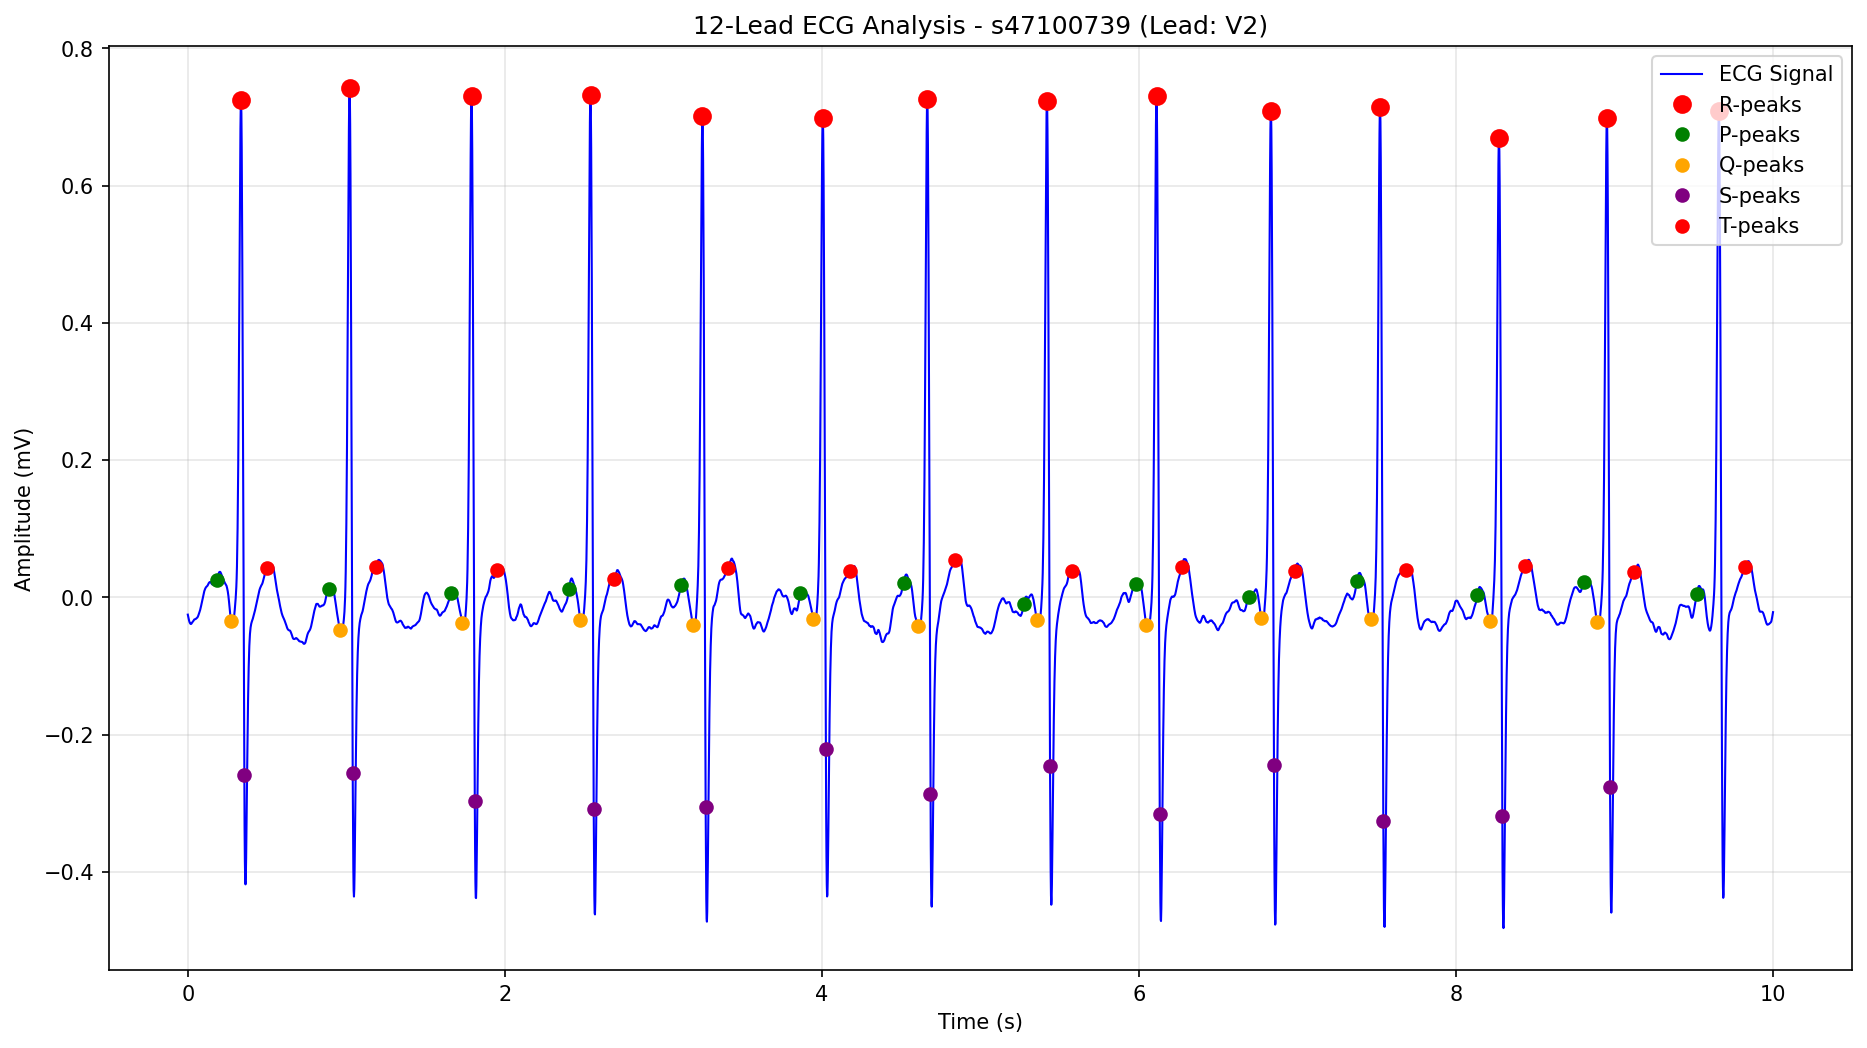 12-Lead ECG Analysis - s47100739 (Lead: V2)
ECG Signal
R-peaks
P-peaks
Q-peaks
S-peaks
T-peaks
Amplitude (mV)
0.8
0.6
0.4
0.2
0.0
−0.2
−0.4
0
2
4
6
8
10
Time (s)